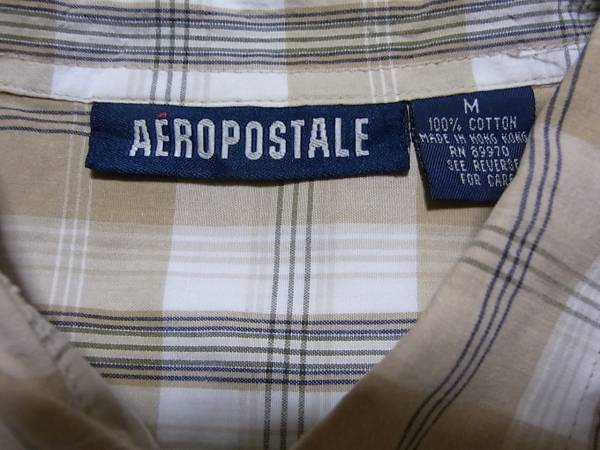 AÉROPOSTALE
M
100% COTTON
MADE IN HONG KONG
RN 89970
SEE REVERSE
FOR CARE